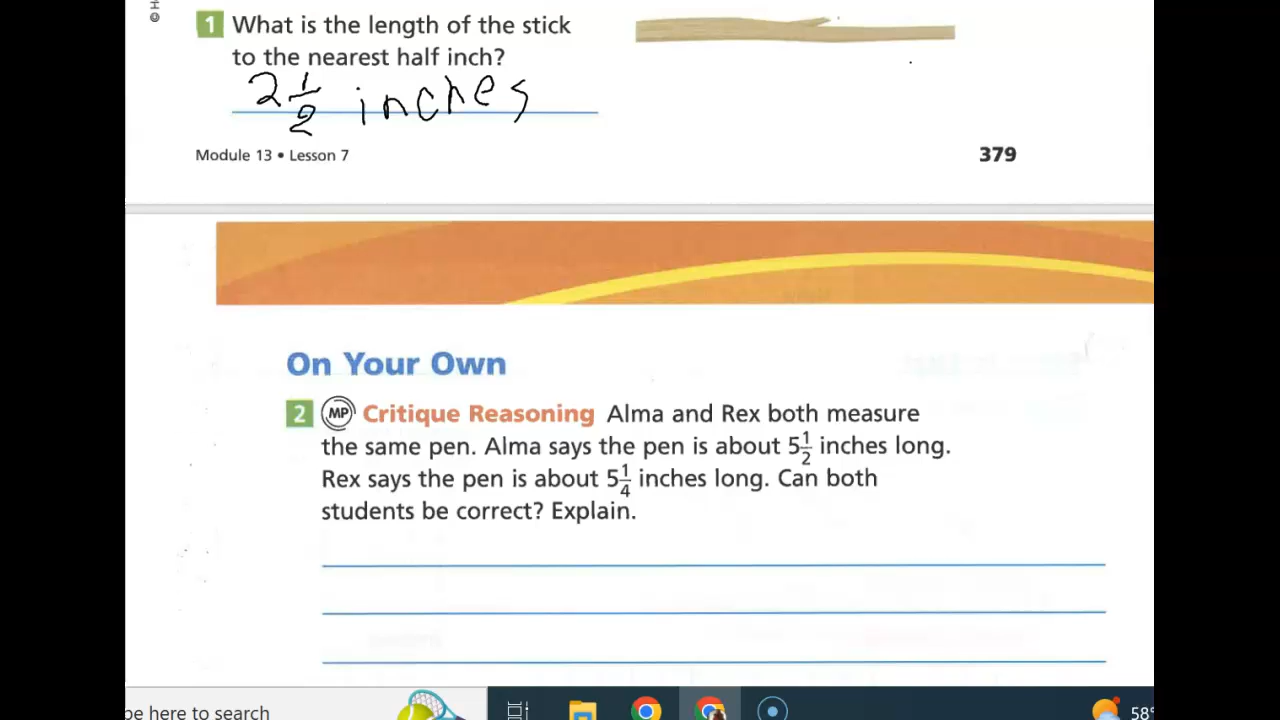 © H
1 What is the length of the stick
to the nearest half inch?
2 1/2 inches
Module 13 • Lesson 7
379
On Your Own
2 MP Critique Reasoning Alma and Rex both measure
the same pen. Alma says the pen is about 5 1/2 inches long.
Rex says the pen is about 5 1/4 inches long. Can both
students be correct? Explain.
pe here to search
58°